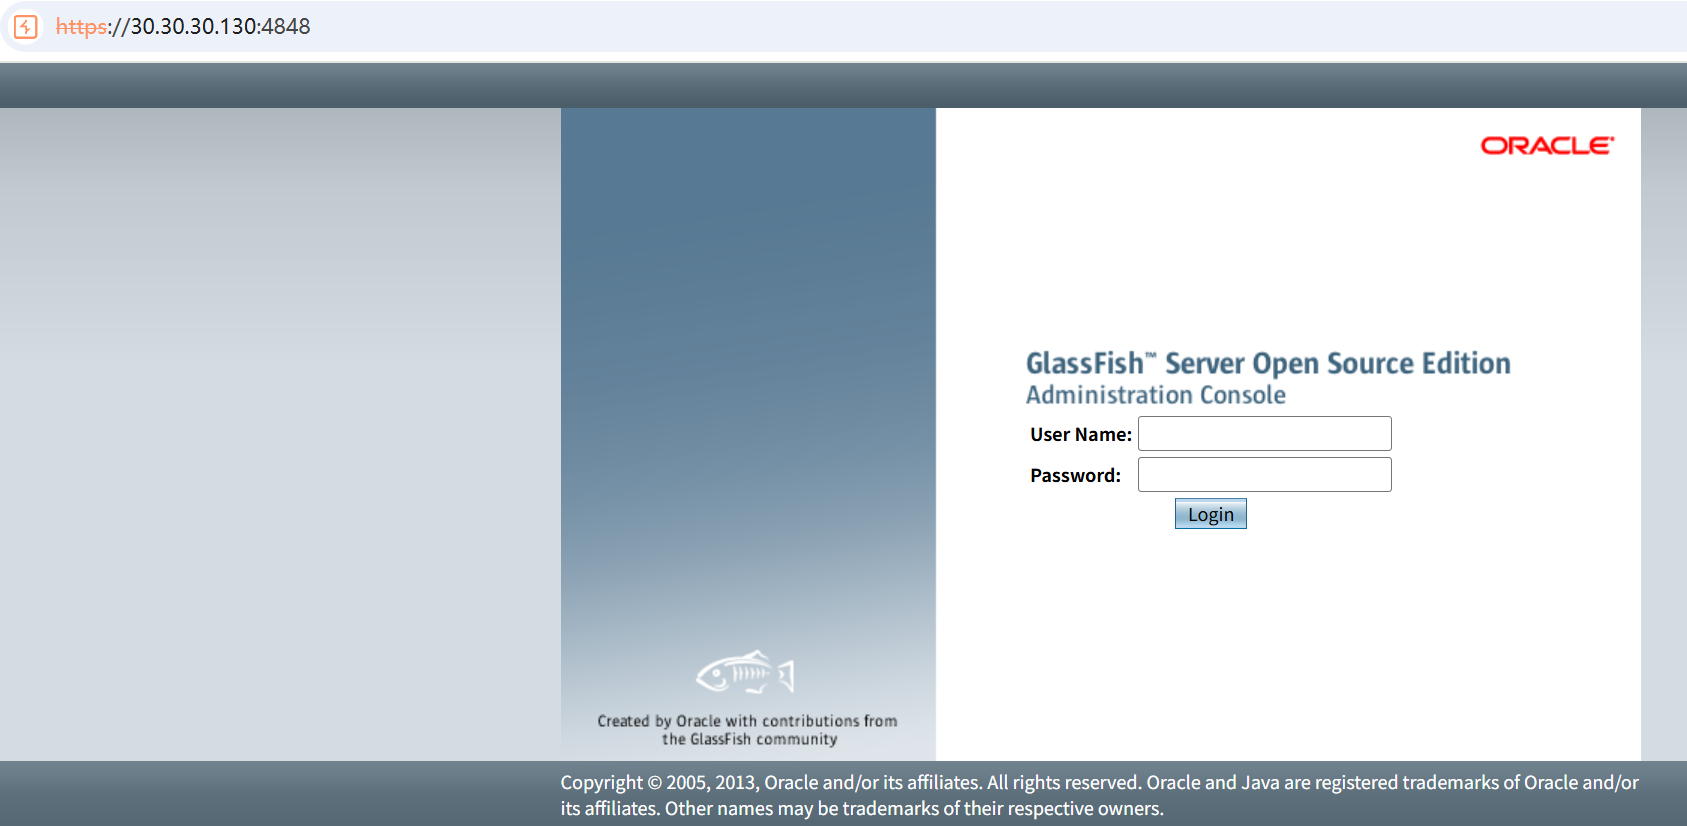 https://30.30.30.130:4848
ORACLE
GlassFish™ Server Open Source Edition
Administration Console
User Name:
Password:
Login
Created by Oracle with contributions from
the GlassFish community
Copyright © 2005, 2013, Oracle and/or its affiliates. All rights reserved. Oracle and Java are registered trademarks of Oracle and/or
its affiliates. Other names may be trademarks of their respective owners.